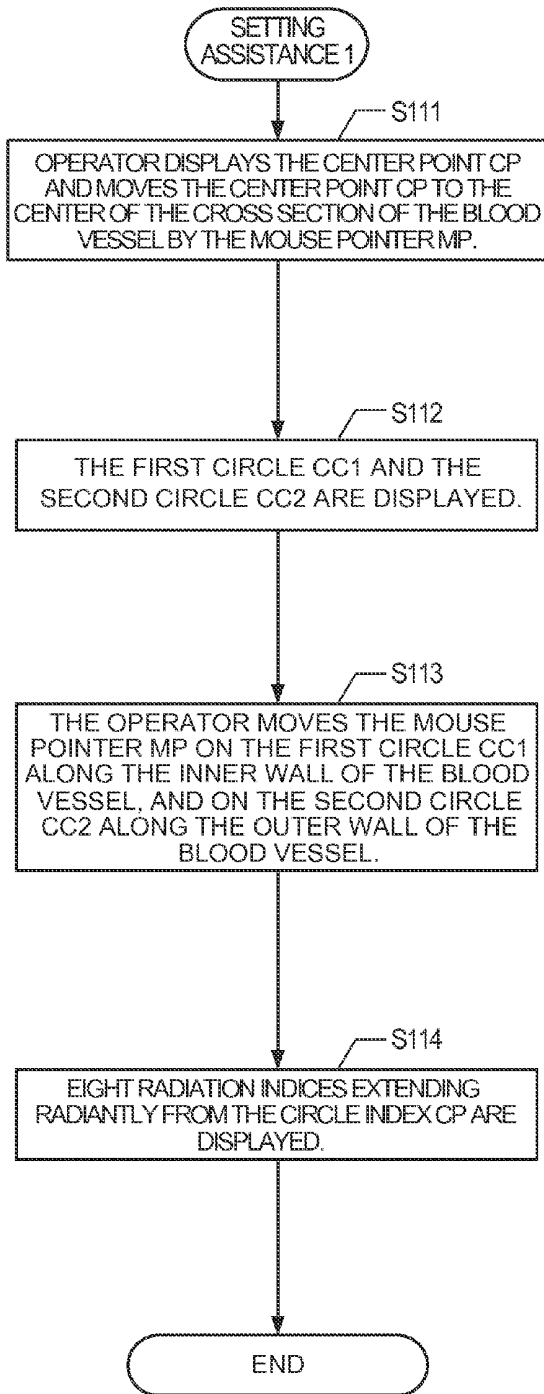 SETTING
ASSISTANCE 1
S111
OPERATOR DISPLAYS THE CENTER POINT CP
AND MOVES THE CENTER POINT CP TO THE
CENTER OF THE CROSS SECTION OF THE BLOOD
VESSEL BY THE MOUSE POINTER MP.
S112
THE FIRST CIRCLE CC1 AND THE
SECOND CIRCLE CC2 ARE DISPLAYED.
S113
THE OPERATOR MOVES THE MOUSE
POINTER MP ON THE FIRST CIRCLE CC1
ALONG THE INNER WALL OF THE BLOOD
VESSEL, AND ON THE SECOND CIRCLE
CC2 ALONG THE OUTER WALL OF THE
BLOOD VESSEL.
S114
EIGHT RADIATION INDICES EXTENDING
RADIANTLY FROM THE CIRCLE INDEX CP ARE
DISPLAYED.
END